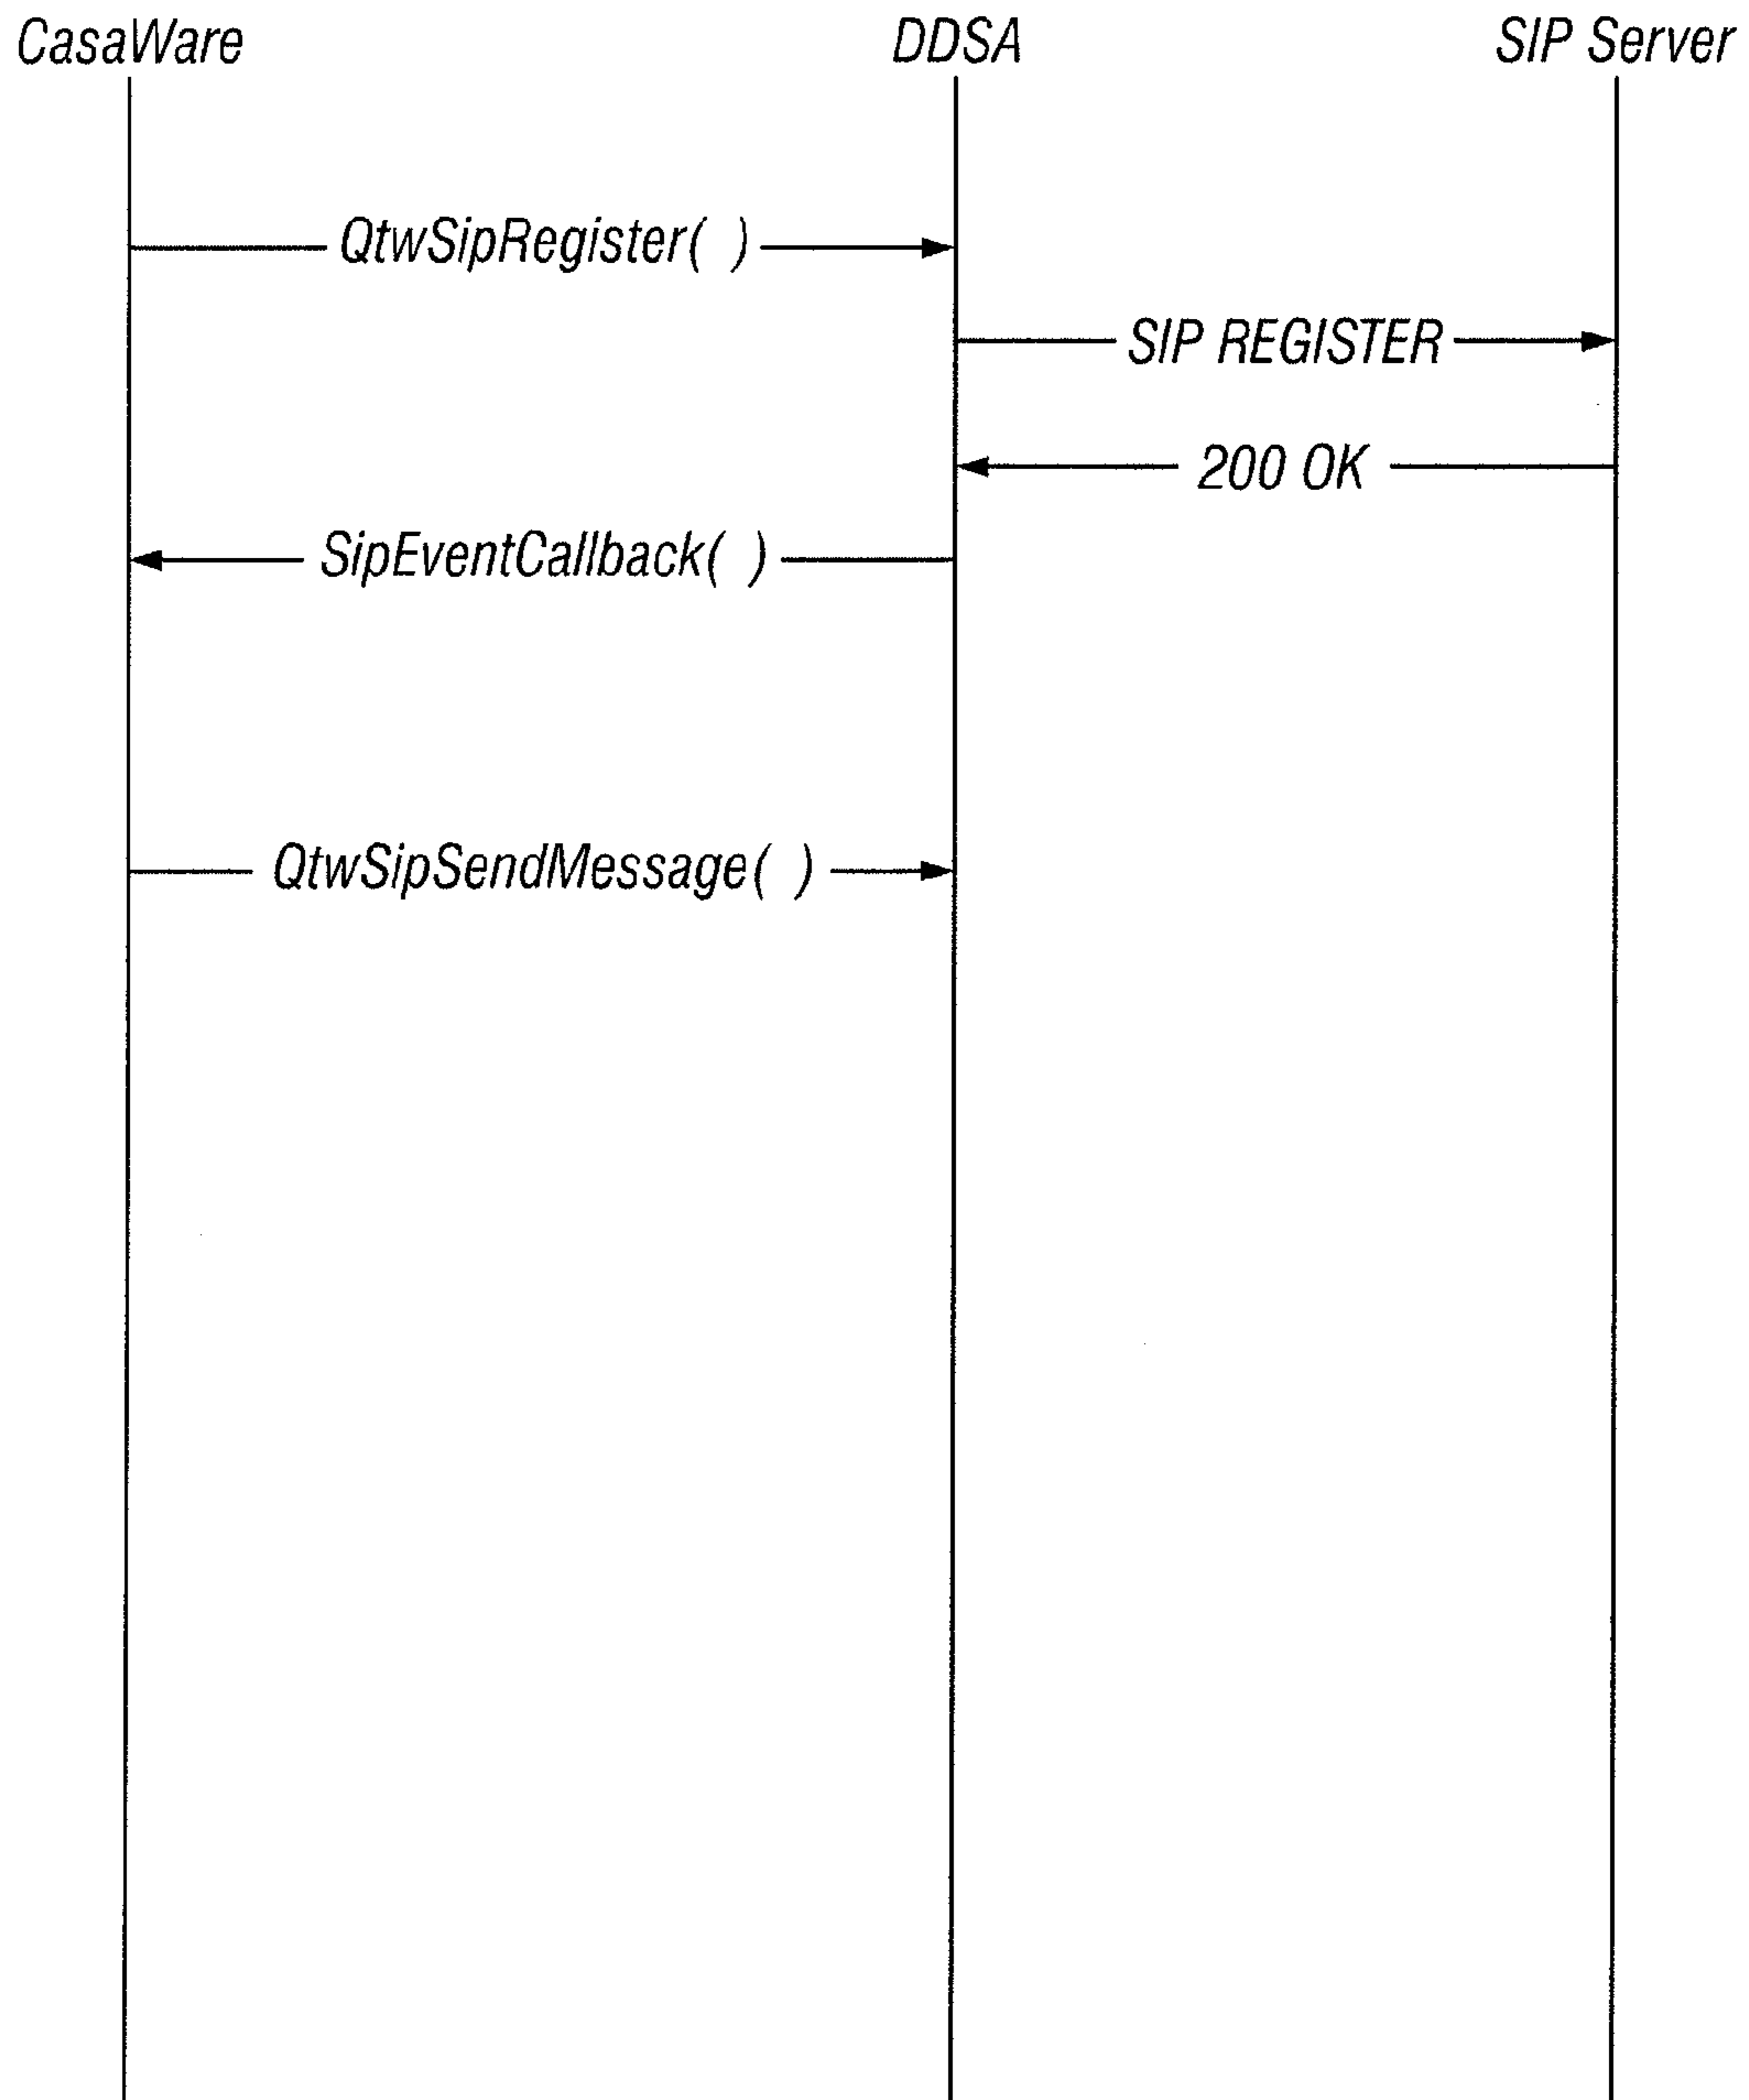 CasaWare DDSA SIP Server
QtwSipRegister( )
SIP REGISTER
200 OK
SipEventCallback( )
QtwSipSendMessage( )